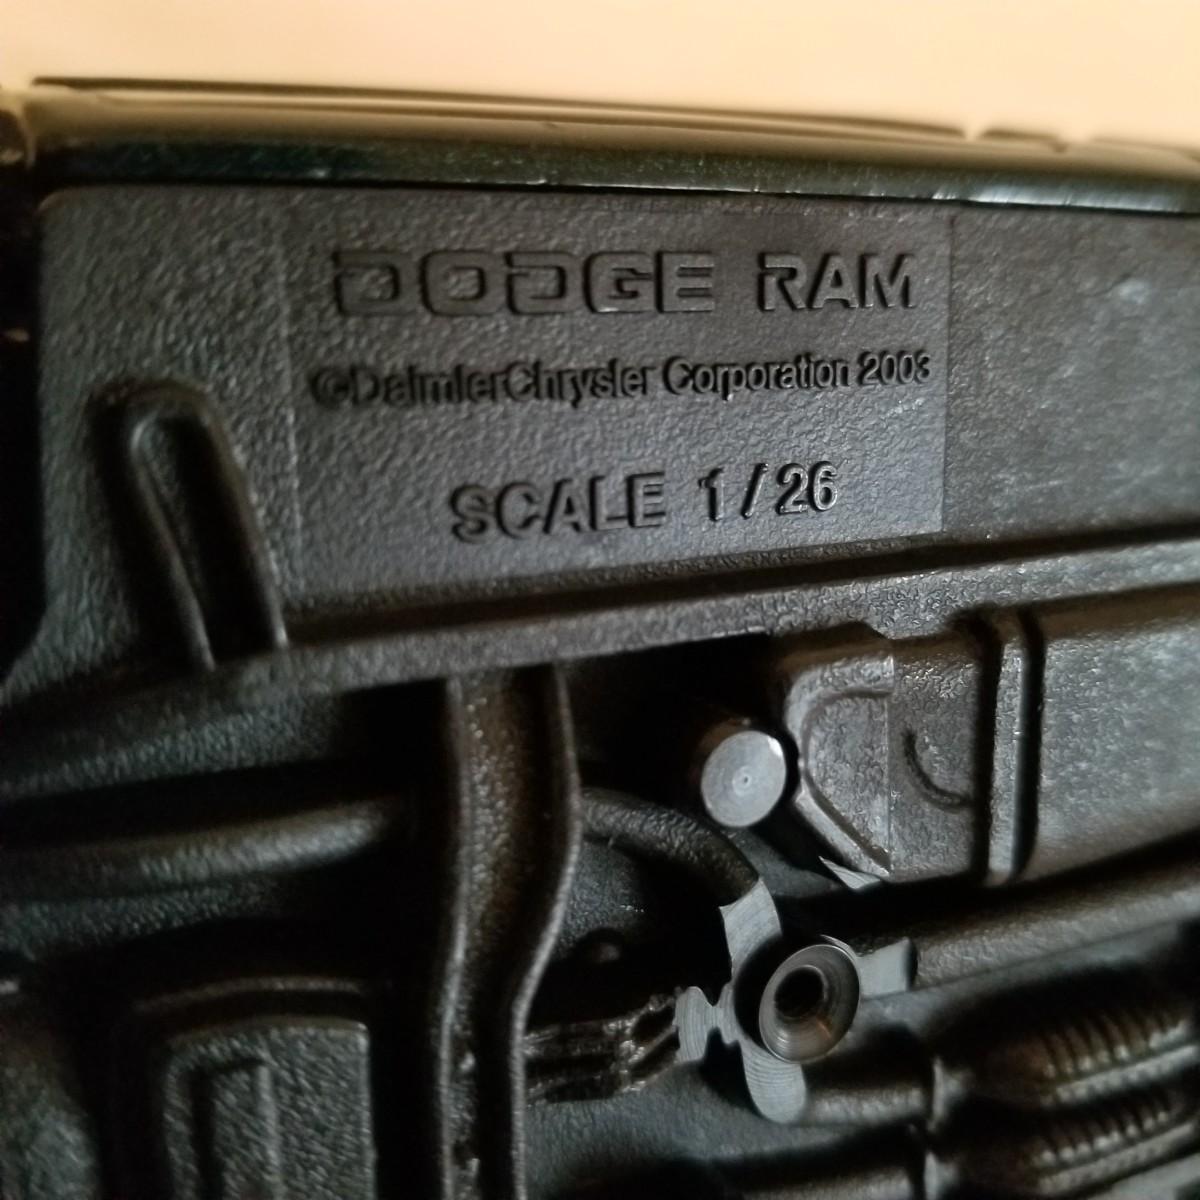 DODGE RAM
©DaimlerChrysler Corporation 2003
SCALE 1/26